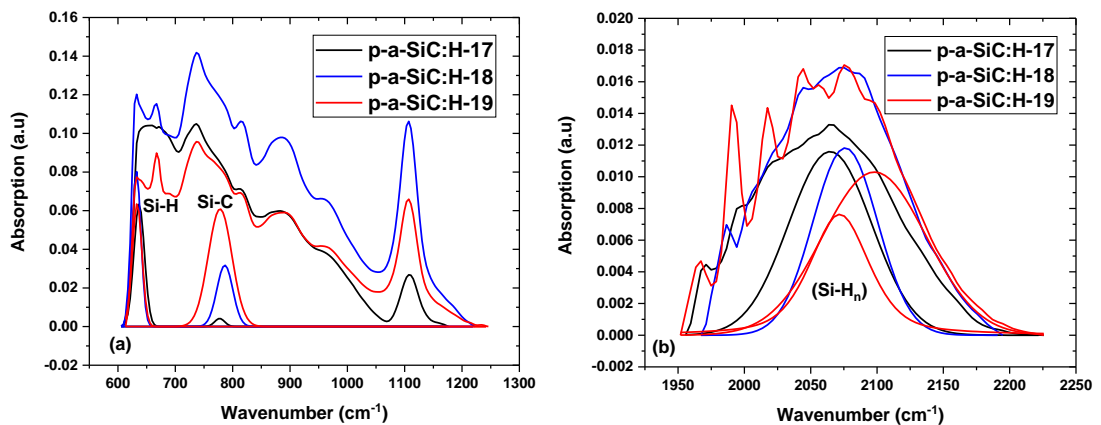 p-a-SiC:H-17
p-a-SiC:H-18
p-a-SiC:H-19
Si-H
Si-C
0.16
0.14
0.12
0.10
0.08
0.06
0.04
0.02
0.00
-0.02
Absorption (a.u)
(a)
600 700 800 900 1000 1100 1200 1300
Wavenumber (cm⁻¹)
p-a-SiC:H-17
p-a-SiC:H-18
p-a-SiC:H-19
(Si-Hₙ)
0.020
0.018
0.016
0.014
0.012
0.010
0.008
0.006
0.004
0.002
0.000
-0.002
Absorption (a.u)
(b)
1950 2000 2050 2100 2150 2200 2250
Wavenumber (cm⁻¹)